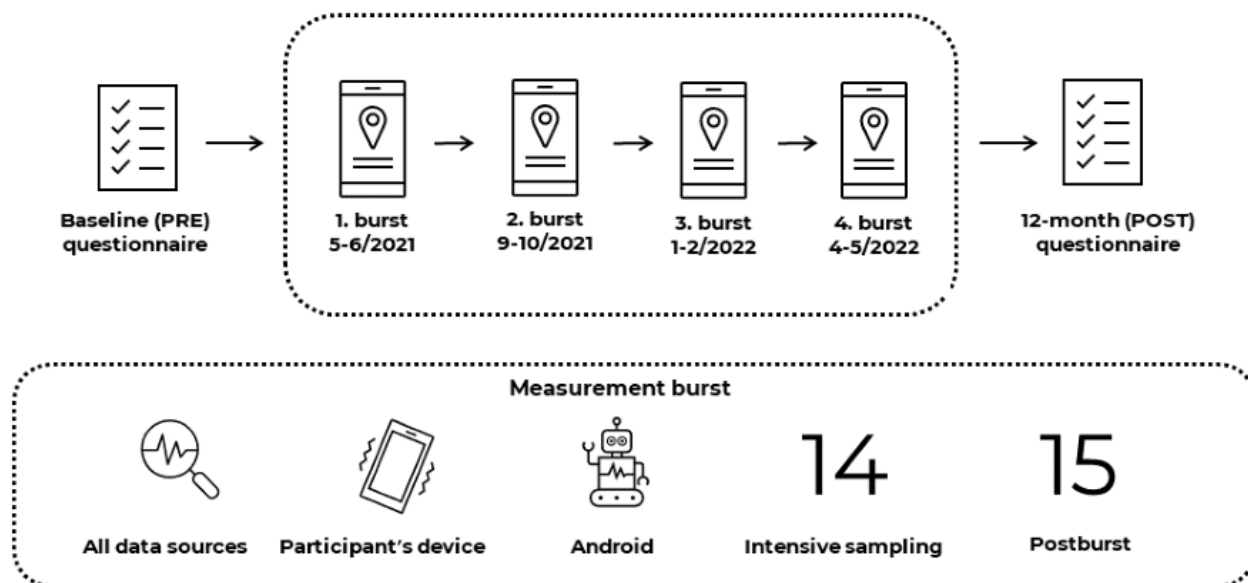 Baseline (PRE)
questionnaire
1. burst
5-6/2021
2. burst
9-10/2021
3. burst
1-2/2022
4. burst
4-5/2022
12-month (POST)
questionnaire
Measurement burst
14
15
All data sources
Participant's device
Android
Intensive sampling
Postburst